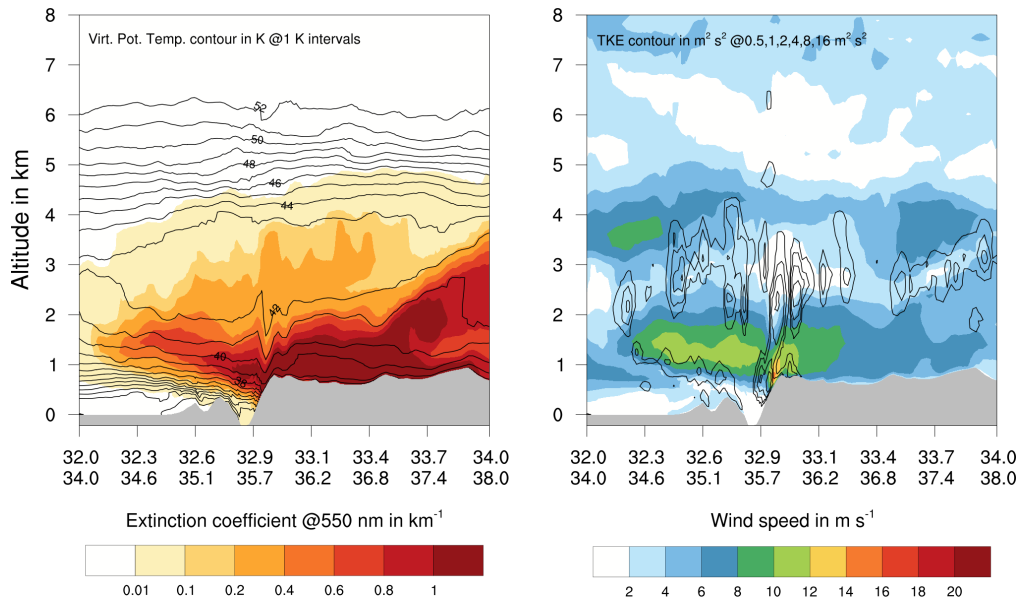 Virt. Pot. Temp. contour in K @1 K intervals
8
7
6
5
4
3
2
1
0
Altitude in km
52
50
48
46
44
42
40
38
32.0 32.3 32.6 32.9 33.1 33.4 33.7 34.0
34.0 34.6 35.1 35.7 36.2 36.8 37.4 38.0
Extinction coefficient @550 nm in km⁻¹
0.01 0.1 0.2 0.4 0.6 0.8 1
TKE contour in m² s² @0.5,1,2,4,8,16 m² s²
8
7
6
5
4
3
2
1
0
32.0 32.3 32.6 32.9 33.1 33.4 33.7 34.0
34.0 34.6 35.1 35.7 36.2 36.8 37.4 38.0
Wind speed in m s⁻¹
2 4 6 8 10 12 14 16 18 20